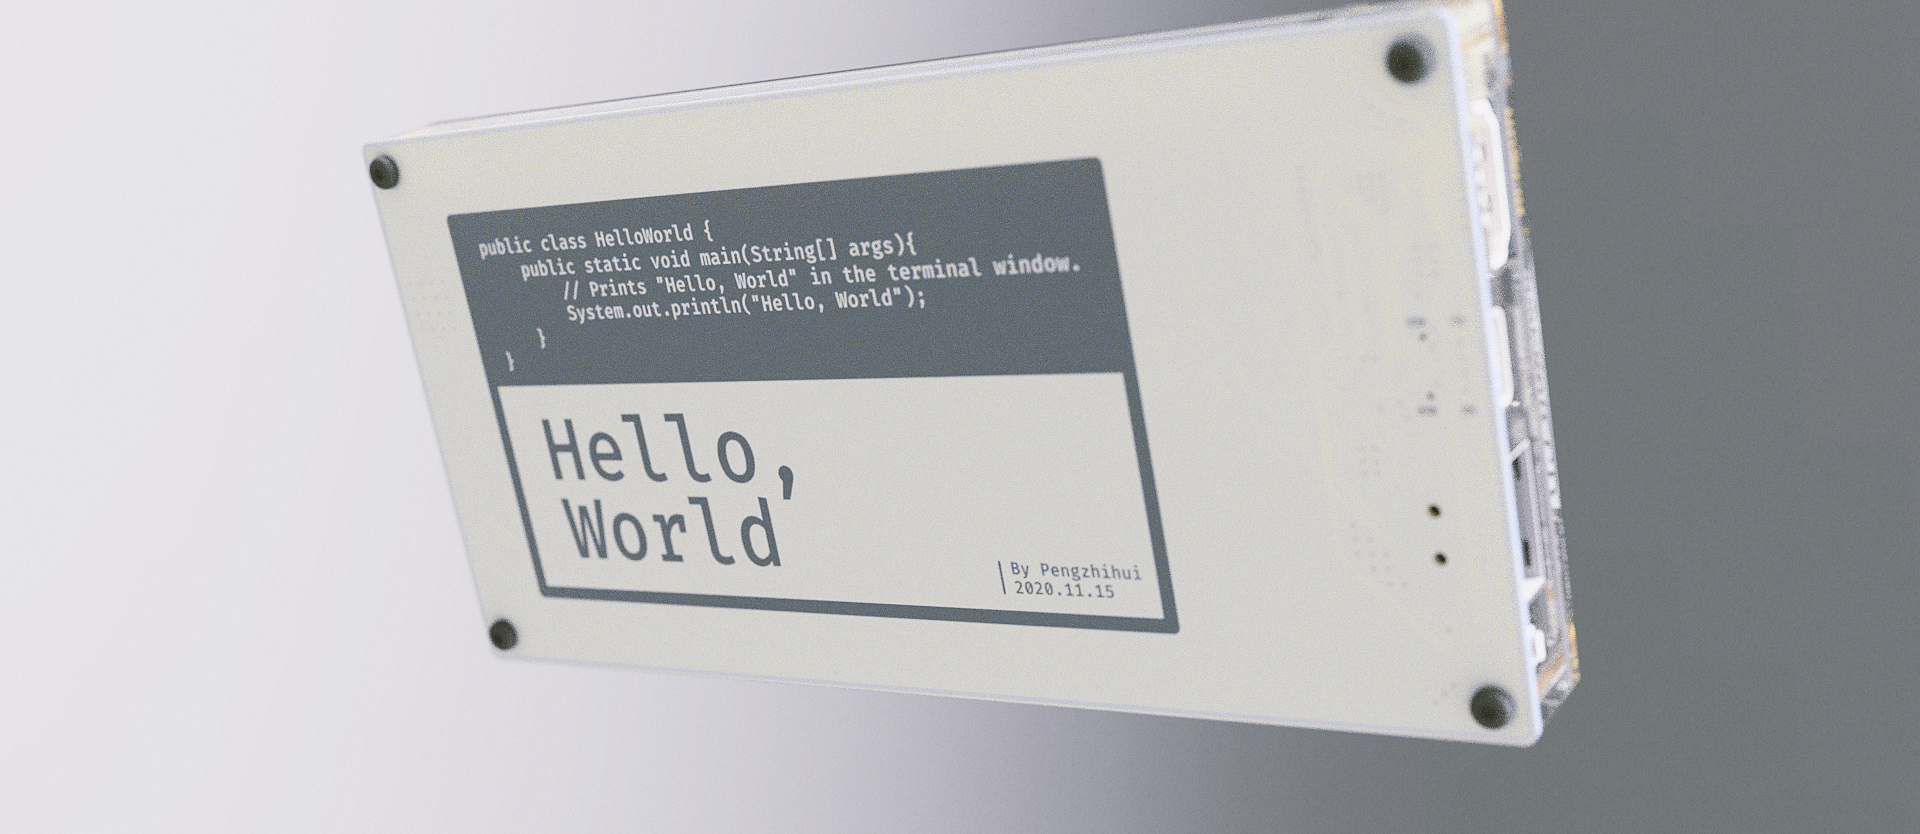 public class HelloWorld {
public static void main(String[] args){
// Prints "Hello, World" in the terminal window.
System.out.println("Hello, World");
}
}
Hello,
World
By Pengzhihui
2020.11.15